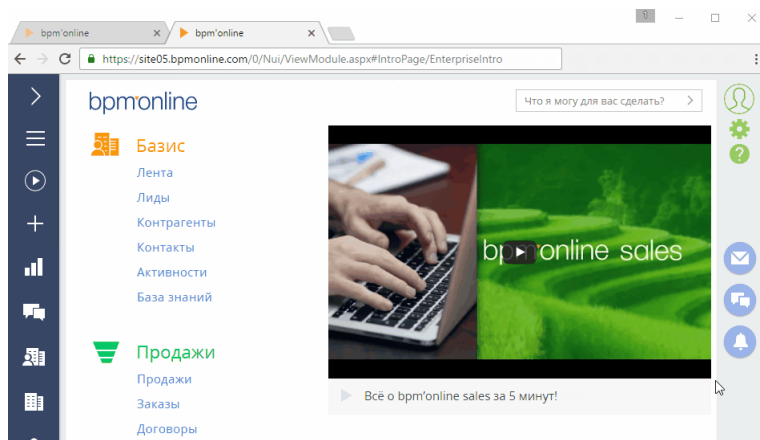 bpm'online
bpm'online
https://site05.bpmonline.com/0/Nui/ViewModule.aspx#IntroPage/EnterpriseIntro
bpm'online
Что я могу для вас сделать?
Базис
Лента
Лиды
Контрагенты
Контакты
Активности
База знаний
bpm'online sales
Продажи
Продажи
Заказы
Договоры
Всё о bpm'online sales за 5 минут!